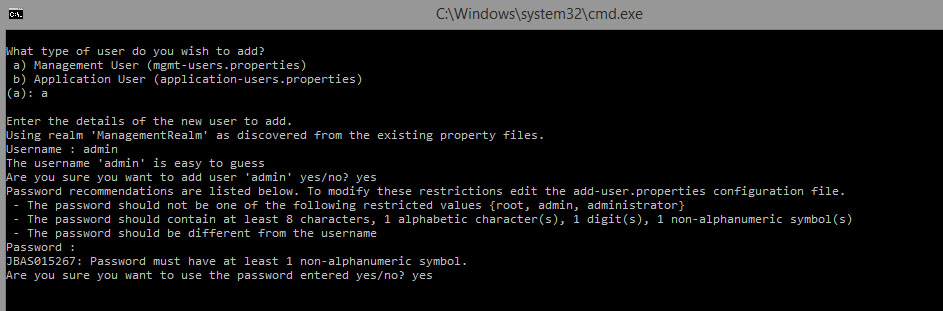 C:\Windows\system32\cmd.exe
C:\.
What type of user do you wish to add?
a) Management User (mgmt-users.properties)
b) Application User (application-users.properties)
(a): a
Enter the details of the new user to add.
Using realm 'ManagementRealm' as discovered from the existing property files.
Username : admin
The username 'admin' is easy to guess
Are you sure you want to add user 'admin' yes/no? yes
Password recommendations are listed below. To modify these restrictions edit the add-user.properties configuration file.
- The password should not be one of the following restricted values {root, admin, administrator}
- The password should contain at least 8 characters, 1 alphabetic character(s), 1 digit(s), 1 non-alphanumeric symbol(s)
- The password should be different from the username
Password :
JBAS015267: Password must have at least 1 non-alphanumeric symbol.
Are you sure you want to use the password entered yes/no? yes